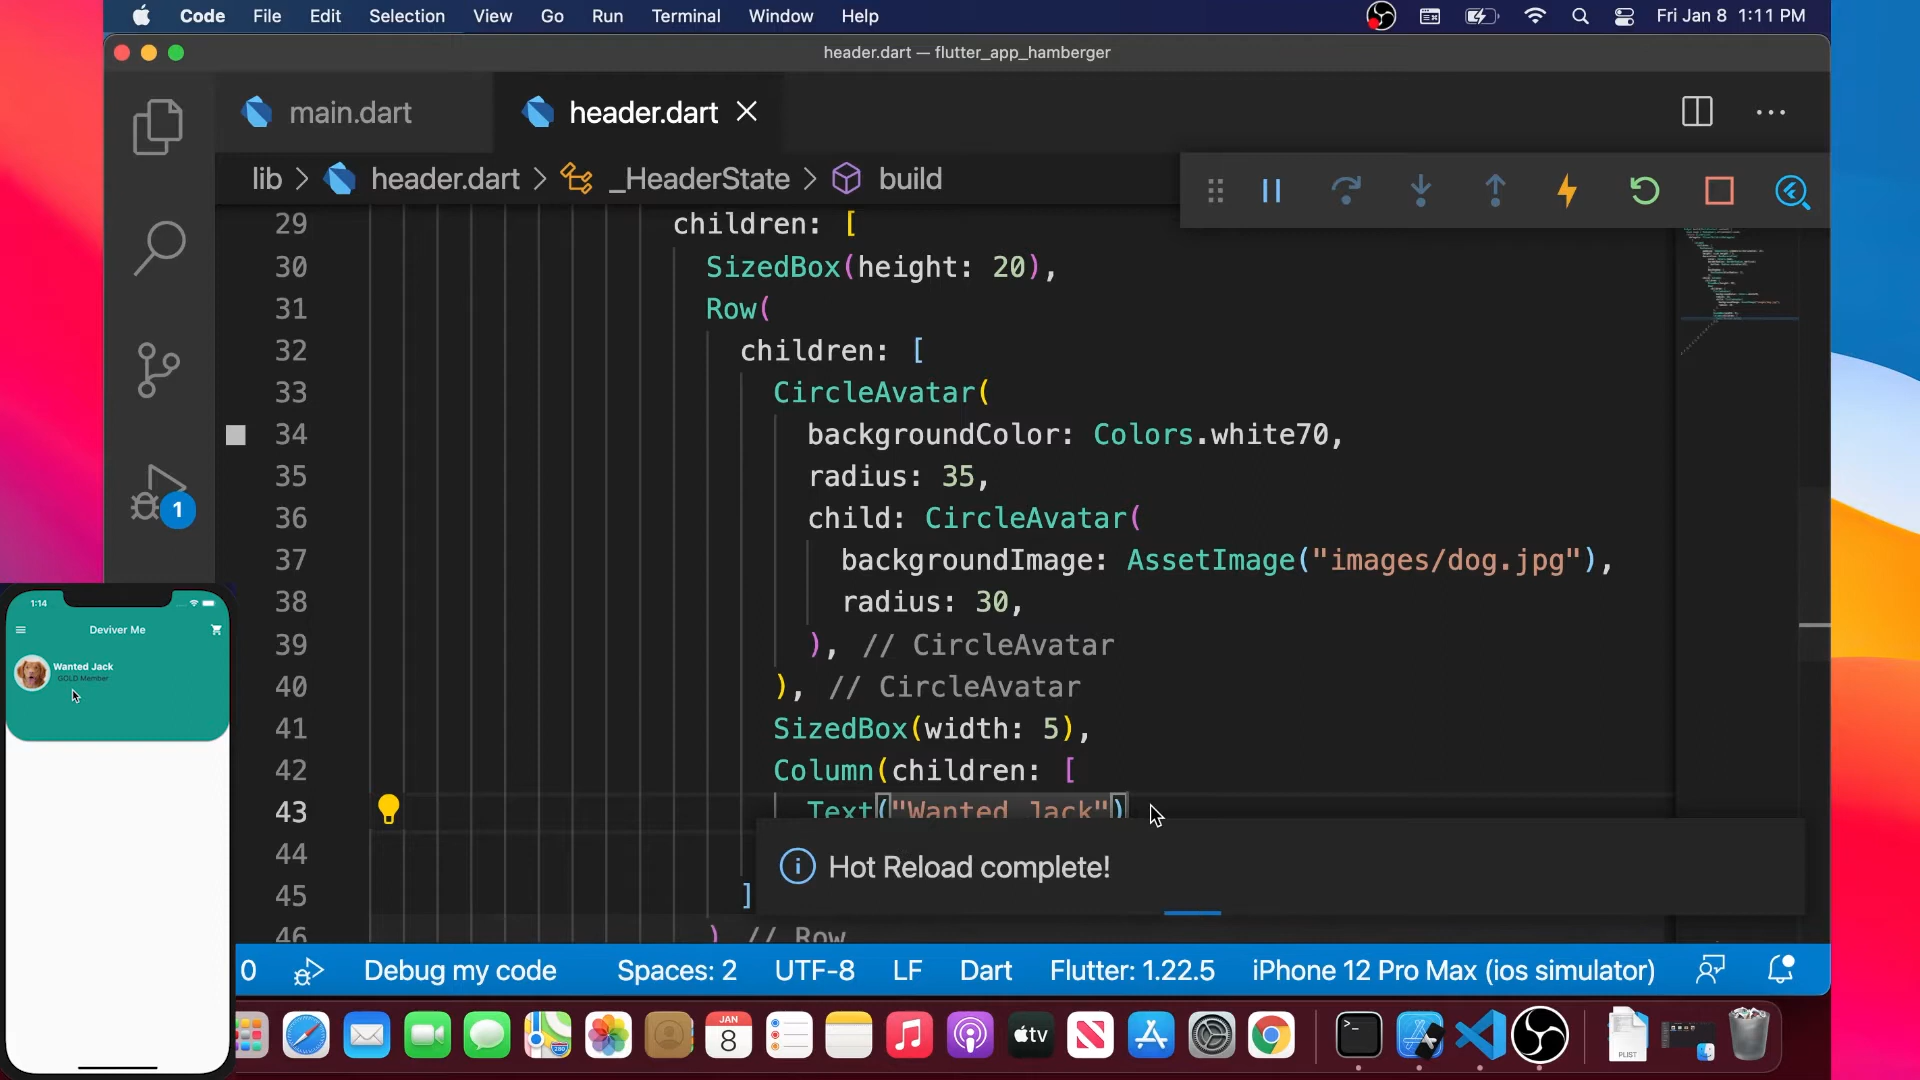 Code File Edit Selection View Go Run Terminal Window Help
Fri Jan 8 1:11 PM
header.dart — flutter_app_hamberger
main.dart
header.dart
lib > header.dart > _HeaderState > build
29 children: [
30 SizedBox(height: 20),
31 Row(
32 children: [
33 CircleAvatar(
34 backgroundColor: Colors.white70,
35 radius: 35,
36 child: CircleAvatar(
37 backgroundImage: AssetImage("images/dog.jpg"),
38 radius: 30,
39 ), // CircleAvatar
40 ), // CircleAvatar
41 SizedBox(width: 5),
42 Column(children: [
43 Text("Wanted Jack")
44
45 ]
46 ) // Row
1
Hot Reload complete!
1:14
Deviver Me
Wanted Jack
GOLD Member
0 Debug my code Spaces: 2 UTF-8 LF Dart Flutter: 1.22.5 iPhone 12 Pro Max (ios simulator)
JAN
8
tv
PLIST